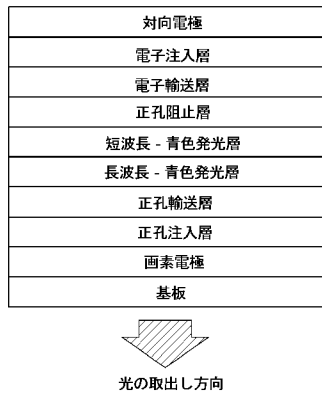 対向電極
電子注入層
電子輸送層
正孔阻止層
短波長 - 青色発光層
長波長 - 青色発光層
正孔輸送層
正孔注入層
画素電極
基板
光の取出し方向